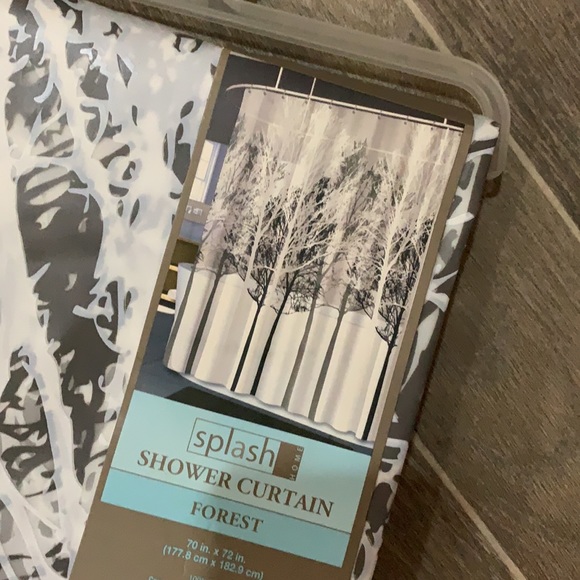 splash
HOME
SHOWER CURTAIN
FOREST
70 in. x 72 in.
(177.8 cm x 182.9 cm)